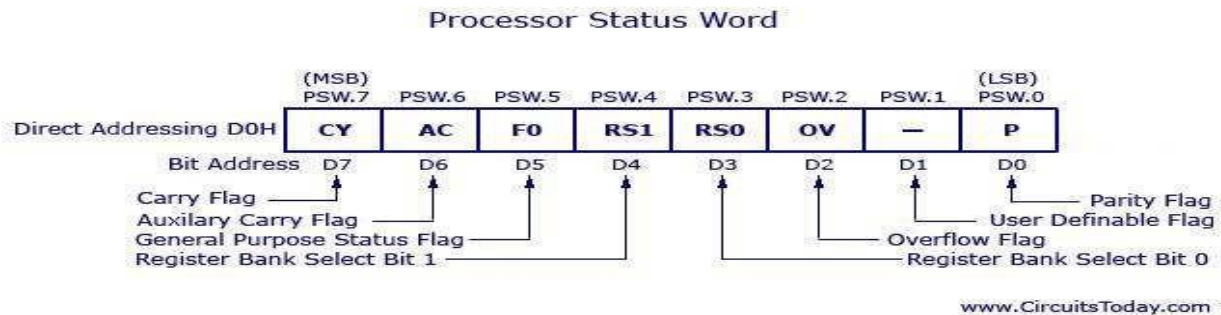 Processor Status Word
(MSB) (LSB)
PSW.7 PSW.6 PSW.5 PSW.4 PSW.3 PSW.2 PSW.1 PSW.0
Direct Addressing D0H CY AC F0 RS1 RS0 OV — P
Bit Address D7 D6 D5 D4 D3 D2 D1 D0
Carry Flag Parity Flag
Auxilary Carry Flag User Definable Flag
General Purpose Status Flag Overflow Flag
Register Bank Select Bit 1 Register Bank Select Bit 0
www.CircuitsToday.com